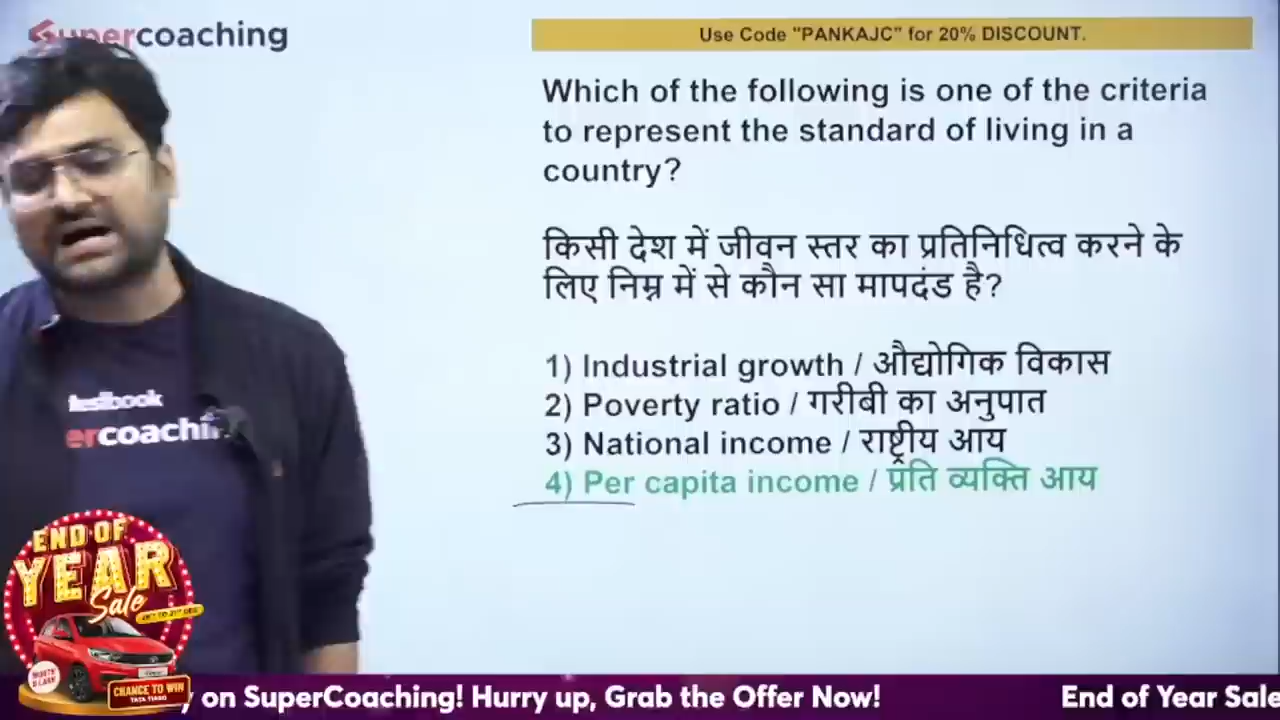 Supercoaching
Use Code "PANKAJC" for 20% DISCOUNT.
Which of the following is one of the criteria
to represent the standard of living in a
country?
किसी देश में जीवन स्तर का प्रतिनिधित्व करने के
लिए निम्न में से कौन सा मापदंड है?
1) Industrial growth / औद्योगिक विकास
2) Poverty ratio / गरीबी का अनुपात
3) National income / राष्ट्रीय आय
4) Per capita income / प्रति व्यक्ति आय
testbook
ercoachi
END OF
YEAR
Sale
CHANCE TO WIN
TATA TIAGO
y on SuperCoaching! Hurry up, Grab the Offer Now!
End of Year Sale